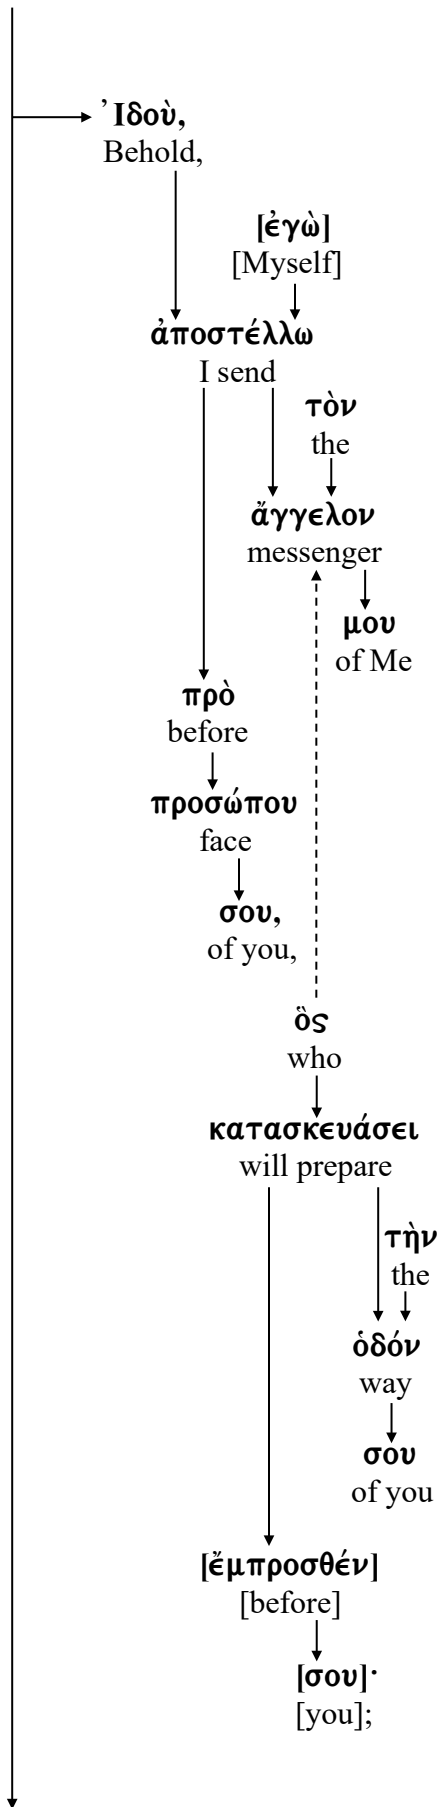 Ἰδοὺ,
Behold,
[ἐγὼ]
[Myself]
ἀποστέλλω
I send
τὸν
the
ἄγγελον
messenger
μου
of Me
πρὸ
before
προσώπου
face
σου,
of you,
ὃς
who
κατασκευάσει
will prepare
τὴν
the
ὁδόν
way
σου
of you
[ἔμπροσθέν]
[before]
[σου]·
[you];